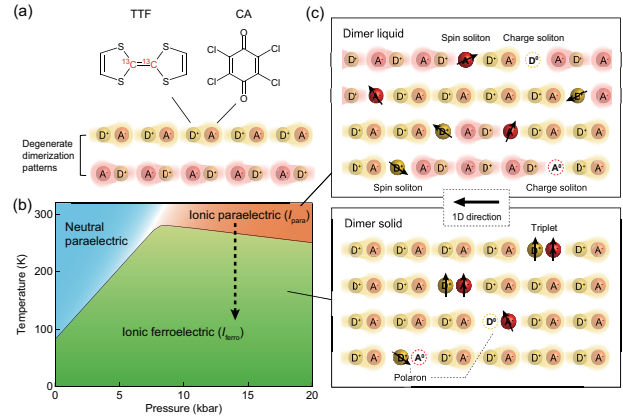 (a)
TTF
CA
S S
13C 13C
S S
O
Cl Cl
Cl Cl
O
Degenerate
dimerization
patterns
D+ A- D+ A- D+ A- D+ A- D+ A-
A- D+ A- D+ A- D+ A- D+ A- D+
(b)
300
200
100
0
Temperature (K)
Neutral
paraelectric
Ionic paraelectric (Ipara)
Ionic ferroelectric (Iferro)
0 5 10 15 20
Pressure (kbar)
(c)
Dimer liquid
Spin soliton Charge soliton
D+ A- D+ A- D+ A- D+ D0 A- D+ A- D+
D+ A- D+ A- D+ A- D+ A- D+ A-
D+ A- D+ A- D+ A- D+ A- D+ A-
D+ A- D+ A- D+ A- D+ A0 D+ A-
Spin soliton Charge soliton
1D direction
Dimer solid
Triplet
D+ A- D+ A- D+ A- D+ A- D+ A- D+ A-
D+ A- D+ A- D+ A- D+ A- D+ A- D+ A-
D+ A- D+ A- D+ A- D0 A- D+ A- D+ A-
D+ A- D+ A0 D+ A- D+ A- D+ A- D+ A-
Polaron